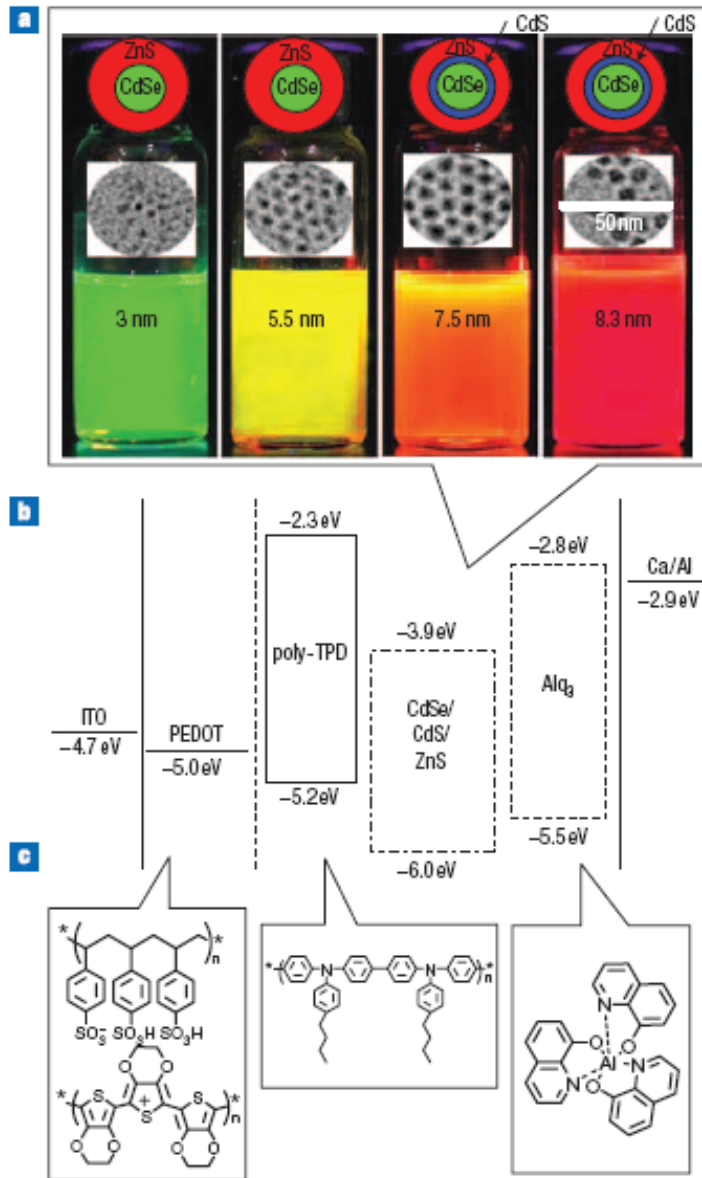 a
CdS CdS
ZnS ZnS ZnS ZnS
CdSe CdSe CdSe CdSe
50 nm
3 nm 5.5 nm 7.5 nm 8.3 nm
b
−2.3 eV
−2.8 eV
Ca/Al
−2.9 eV
−3.9 eV
poly-TPD
Alq3
CdSe/
CdS/
ZnS
ITO
−4.7 eV
PEDOT
−5.0 eV
−5.2 eV
−5.5 eV
−6.0 eV
c
* ( ) * n
SO3− SO3H SO3H
O O
* ( S S + S ) * n
O O O O
* ( N N ) * n
N
O O
Al N
N O